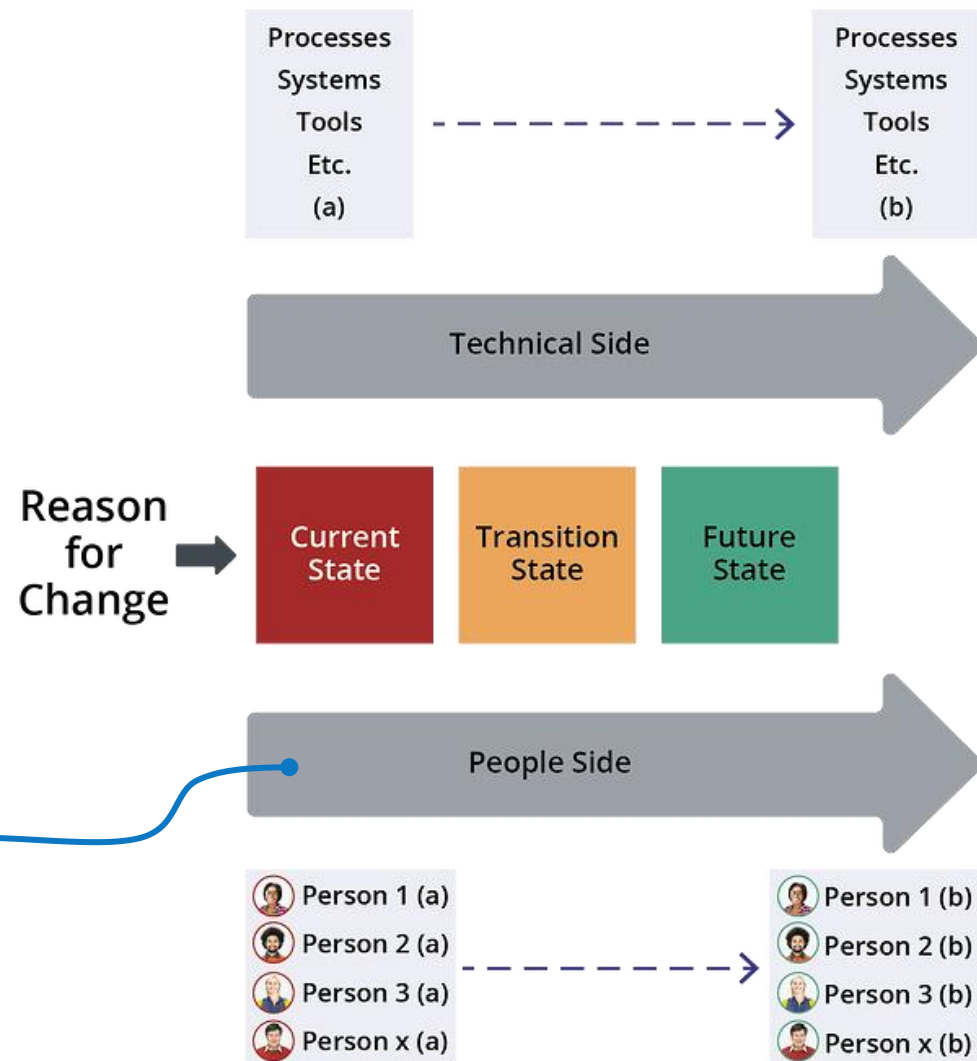 Processes
Systems
Tools
Etc.
(a)
Processes
Systems
Tools
Etc.
(b)
Technical Side
Reason
for
Change
Current
State
Transition
State
Future
State
People Side
Person 1 (a)
Person 2 (a)
Person 3 (a)
Person x (a)
Person 1 (b)
Person 2 (b)
Person 3 (b)
Person x (b)